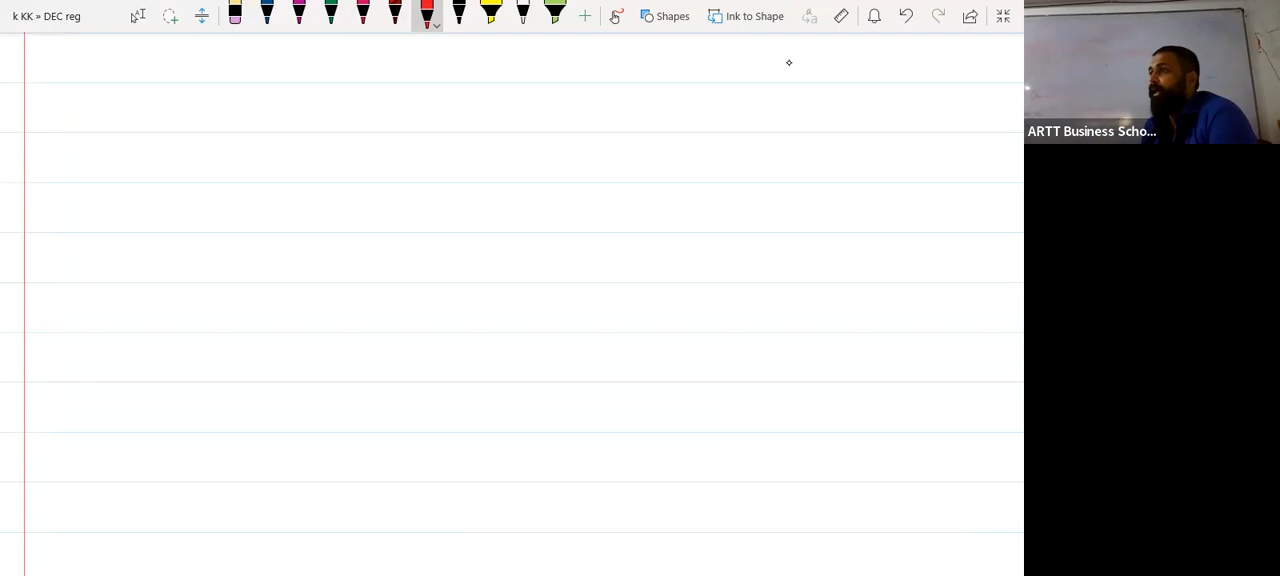 k KK » DEC reg
Shapes
Ink to Shape
ARTT Business Scho...